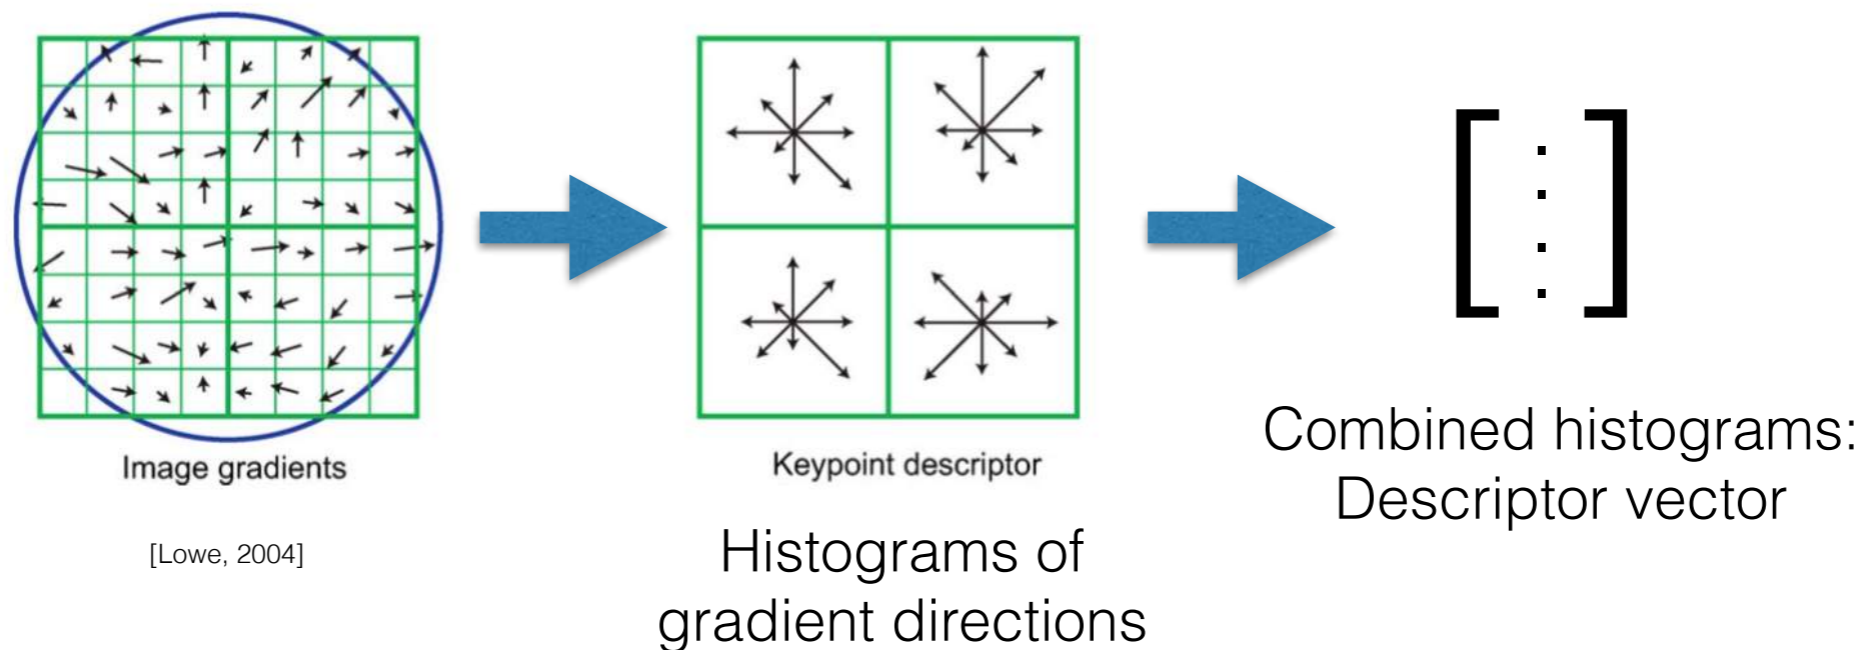 Image gradients
[Lowe, 2004]
Keypoint descriptor
Histograms of
gradient directions
Combined histograms:
Descriptor vector